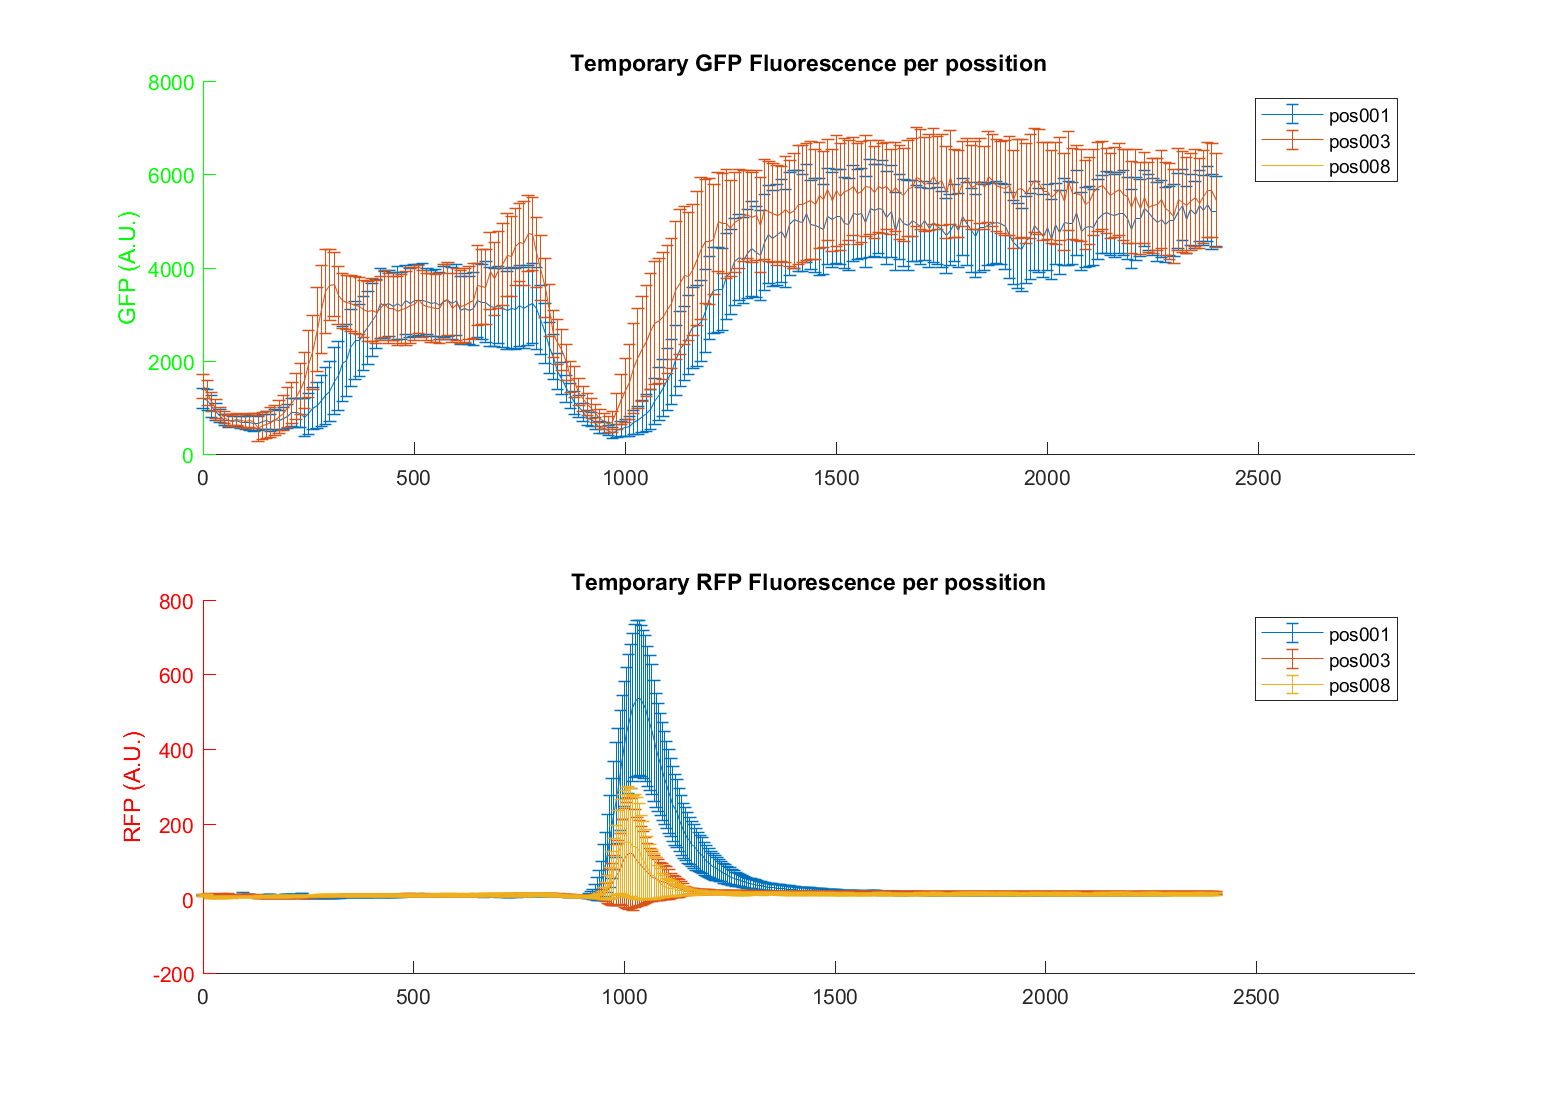 Temporary GFP Fluorescence per possition
8000
6000
4000
2000
0
GFP (A.U.)
pos001
pos003
pos008
0 500 1000 1500 2000 2500
Temporary RFP Fluorescence per possition
800
600
400
200
0
-200
RFP (A.U.)
pos001
pos003
pos008
0 500 1000 1500 2000 2500